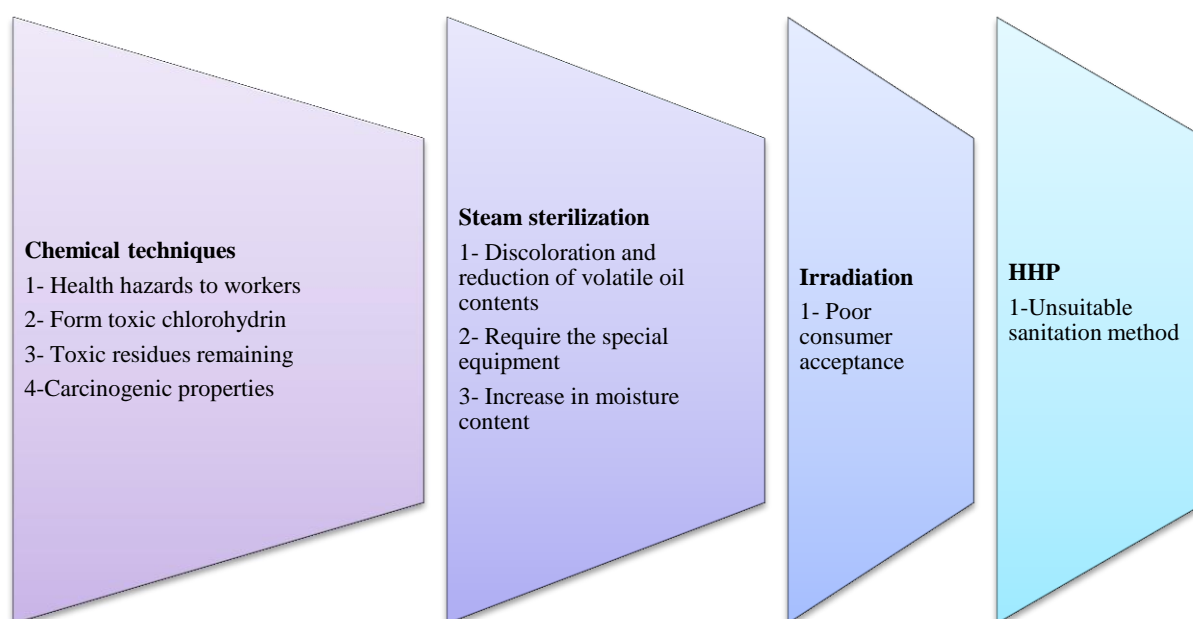 Chemical techniques
1- Health hazards to workers
2- Form toxic chlorohydrin
3- Toxic residues remaining
4-Carcinogenic properties
Steam sterilization
1- Discoloration and
reduction of volatile oil
contents
2- Require the special
equipment
3- Increase in moisture
content
Irradiation
1- Poor
consumer
acceptance
HHP
1-Unsuitable
sanitation method